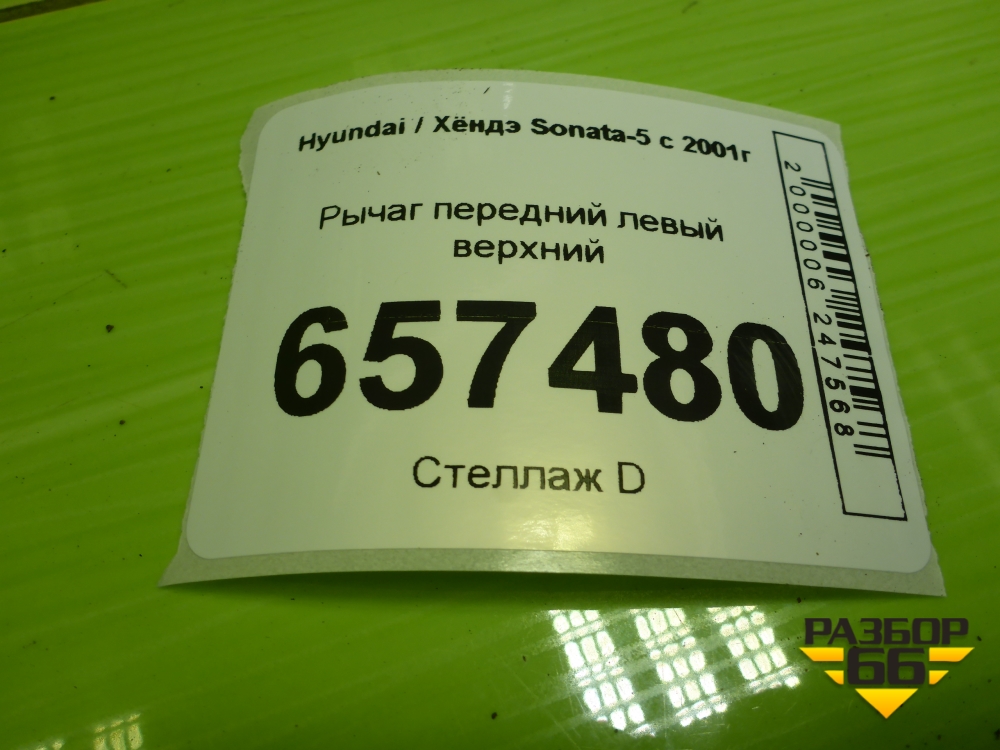 Hyundai / Хёндэ Sonata-5 с 2001г
Рычаг передний левый
верхний
657480
Стеллаж D
2000006247568
РАЗБОР
66